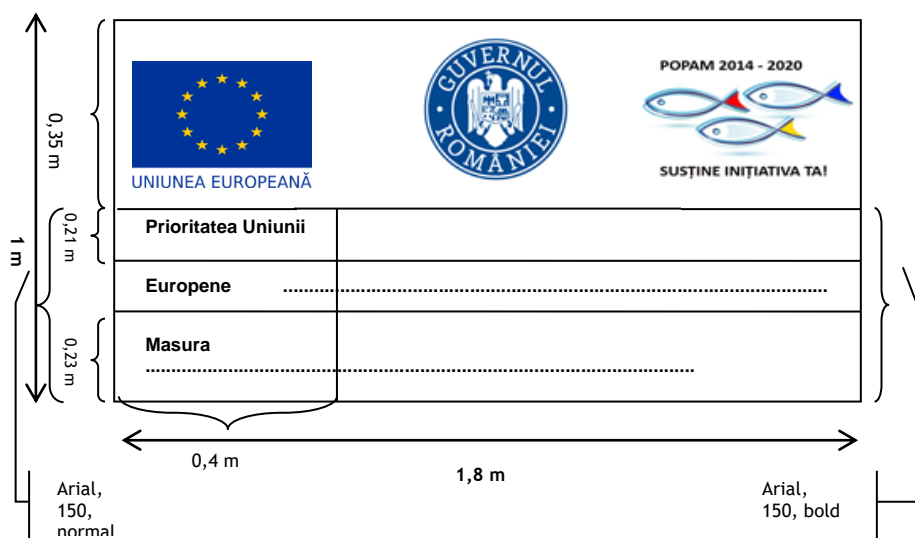 POPAM 2014 - 2020
GUVERNUL ROMÂNIEI
UNIUNEA EUROPEANĂ
SUSȚINE INIȚIATIVA TA!
0,35 m
1 m
0,21 m
Prioritatea Uniunii
Europene ................................................................
0,23 m
Masura
................................................................
0,4 m
1,8 m
Arial,
150,
normal
Arial,
150, bold